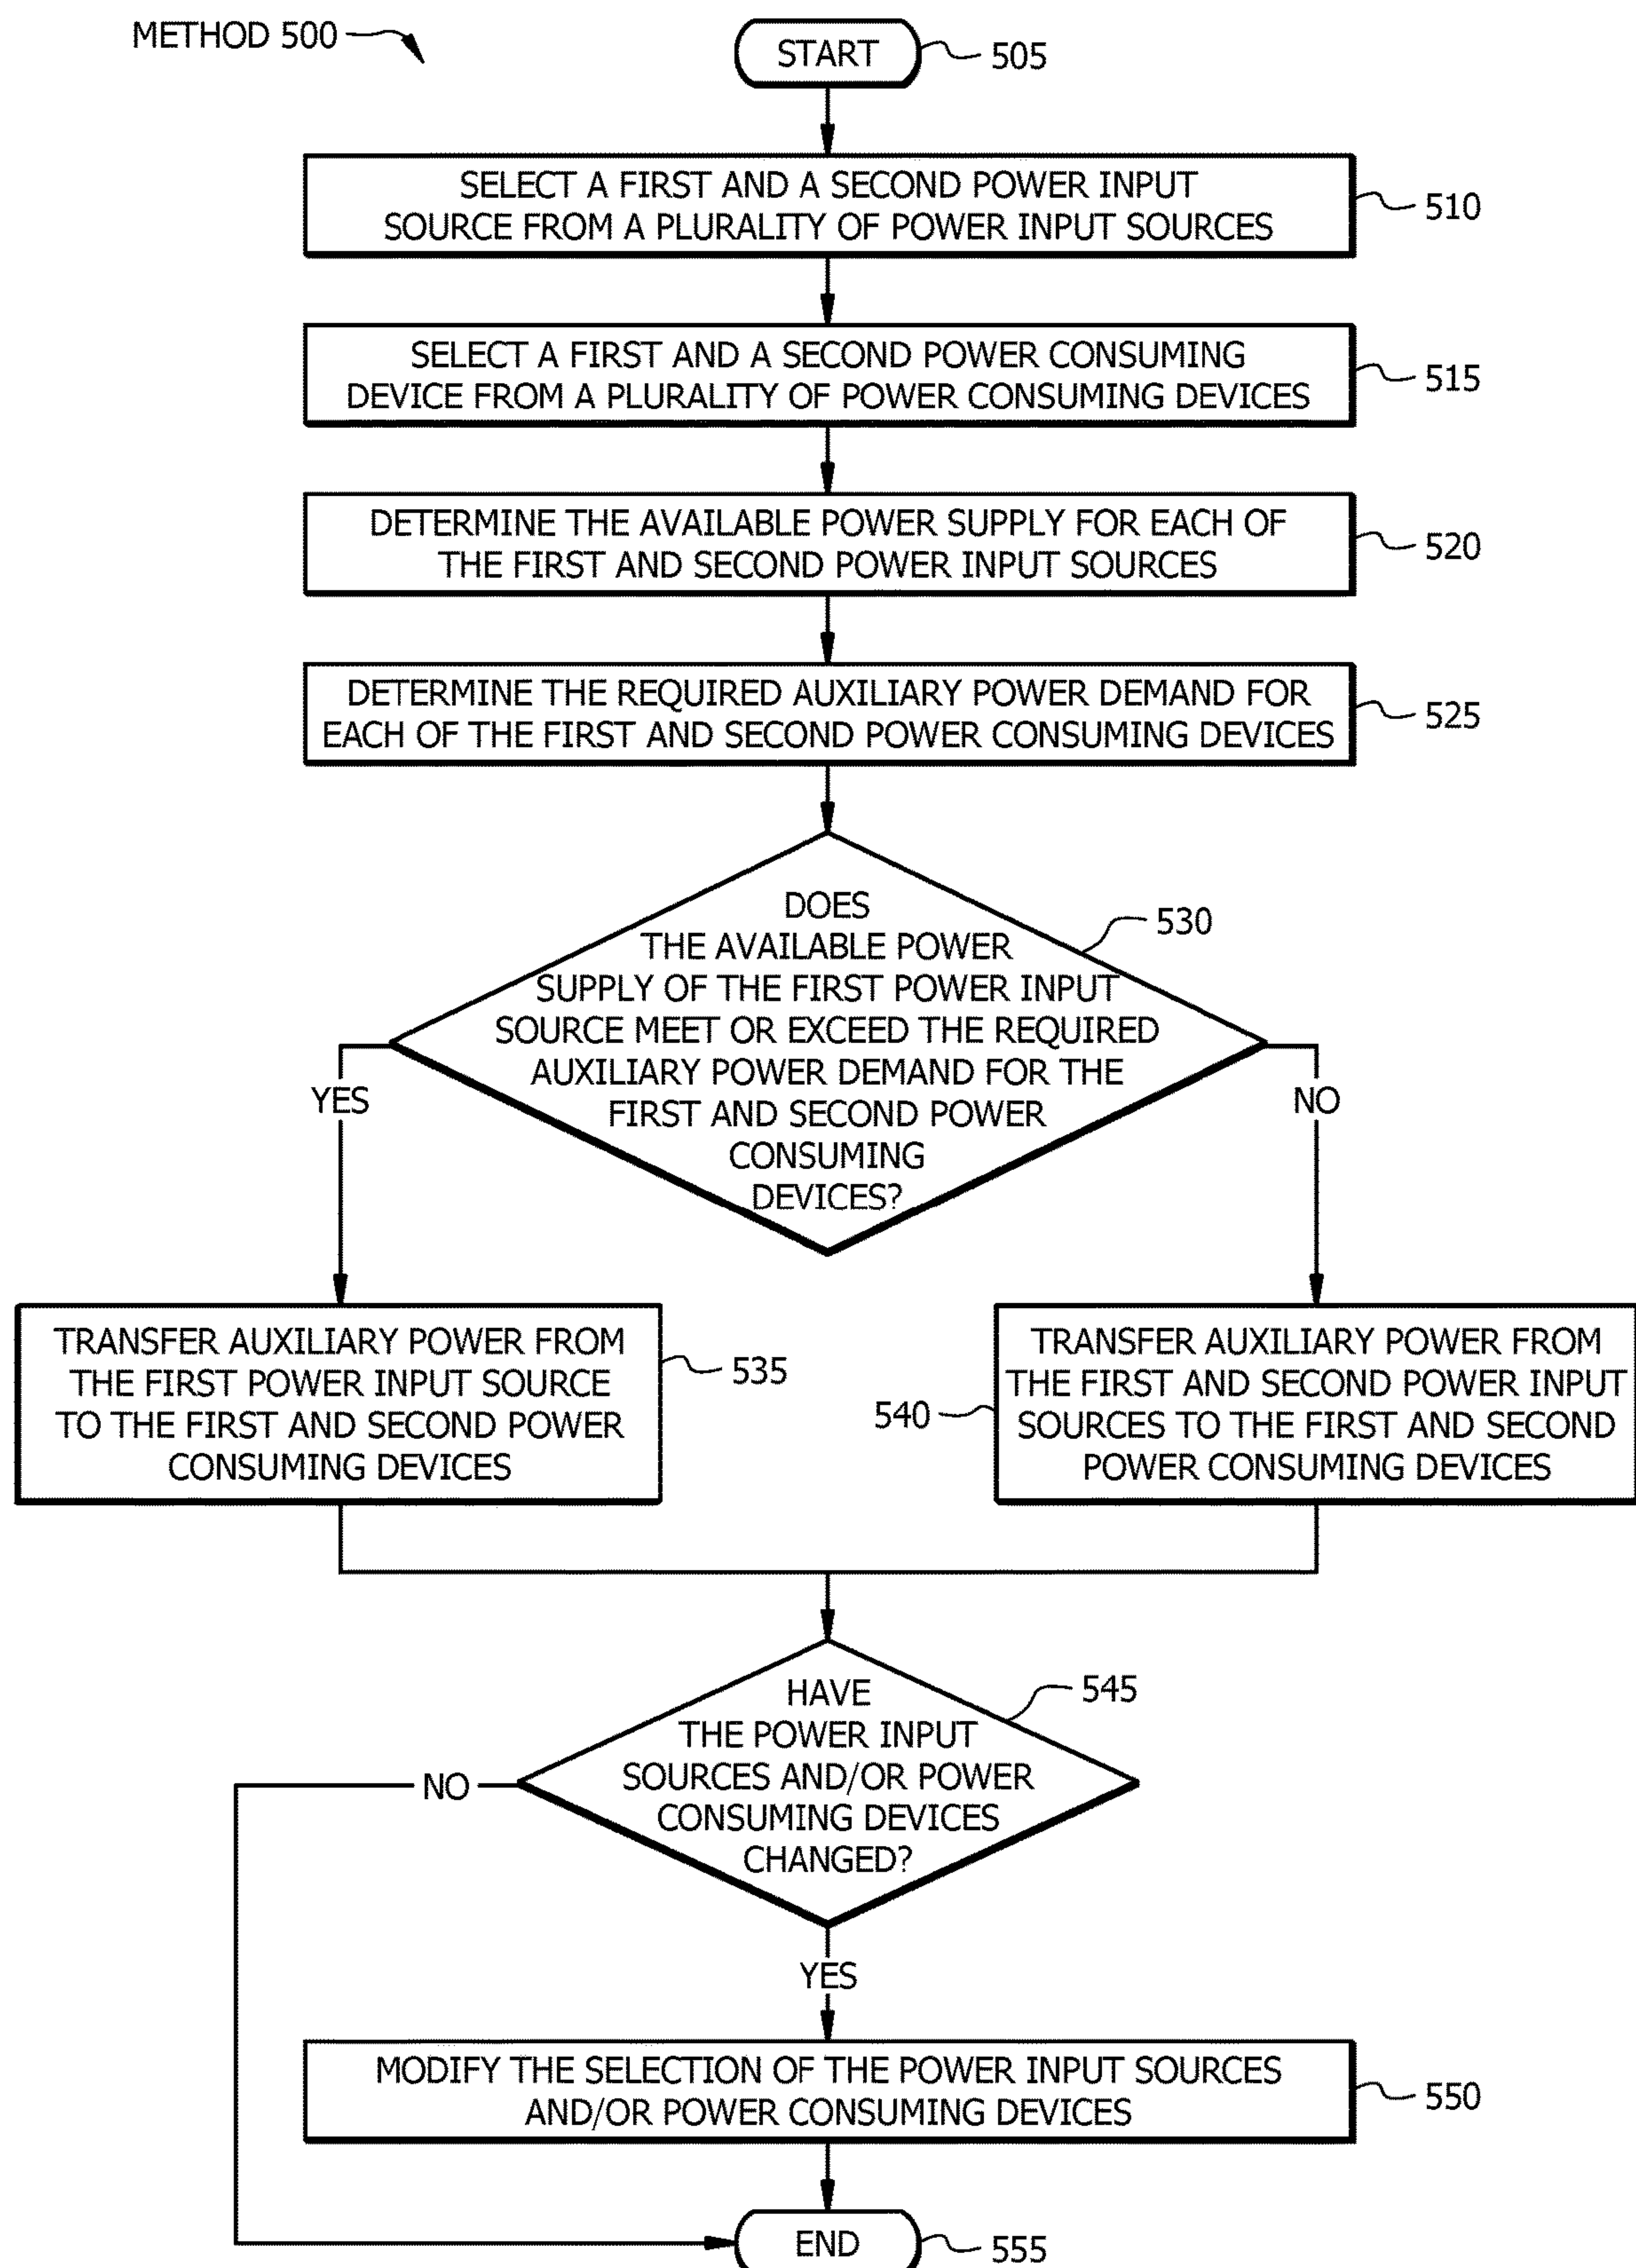 METHOD 500
START
505
SELECT A FIRST AND A SECOND POWER INPUT
SOURCE FROM A PLURALITY OF POWER INPUT SOURCES
510
SELECT A FIRST AND A SECOND POWER CONSUMING
DEVICE FROM A PLURALITY OF POWER CONSUMING DEVICES
515
DETERMINE THE AVAILABLE POWER SUPPLY FOR EACH OF
THE FIRST AND SECOND POWER INPUT SOURCES
520
DETERMINE THE REQUIRED AUXILIARY POWER DEMAND FOR
EACH OF THE FIRST AND SECOND POWER CONSUMING DEVICES
525
DOES
THE AVAILABLE POWER
SUPPLY OF THE FIRST POWER INPUT
SOURCE MEET OR EXCEED THE REQUIRED
AUXILIARY POWER DEMAND FOR THE
FIRST AND SECOND POWER
CONSUMING
DEVICES?
530
YES
NO
TRANSFER AUXILIARY POWER FROM
THE FIRST POWER INPUT SOURCE
TO THE FIRST AND SECOND POWER
CONSUMING DEVICES
535
540
TRANSFER AUXILIARY POWER FROM
THE FIRST AND SECOND POWER INPUT
SOURCES TO THE FIRST AND SECOND
POWER CONSUMING DEVICES
HAVE
THE POWER INPUT
SOURCES AND/OR POWER
CONSUMING DEVICES
CHANGED?
545
NO
YES
MODIFY THE SELECTION OF THE POWER INPUT SOURCES
AND/OR POWER CONSUMING DEVICES
550
END
555